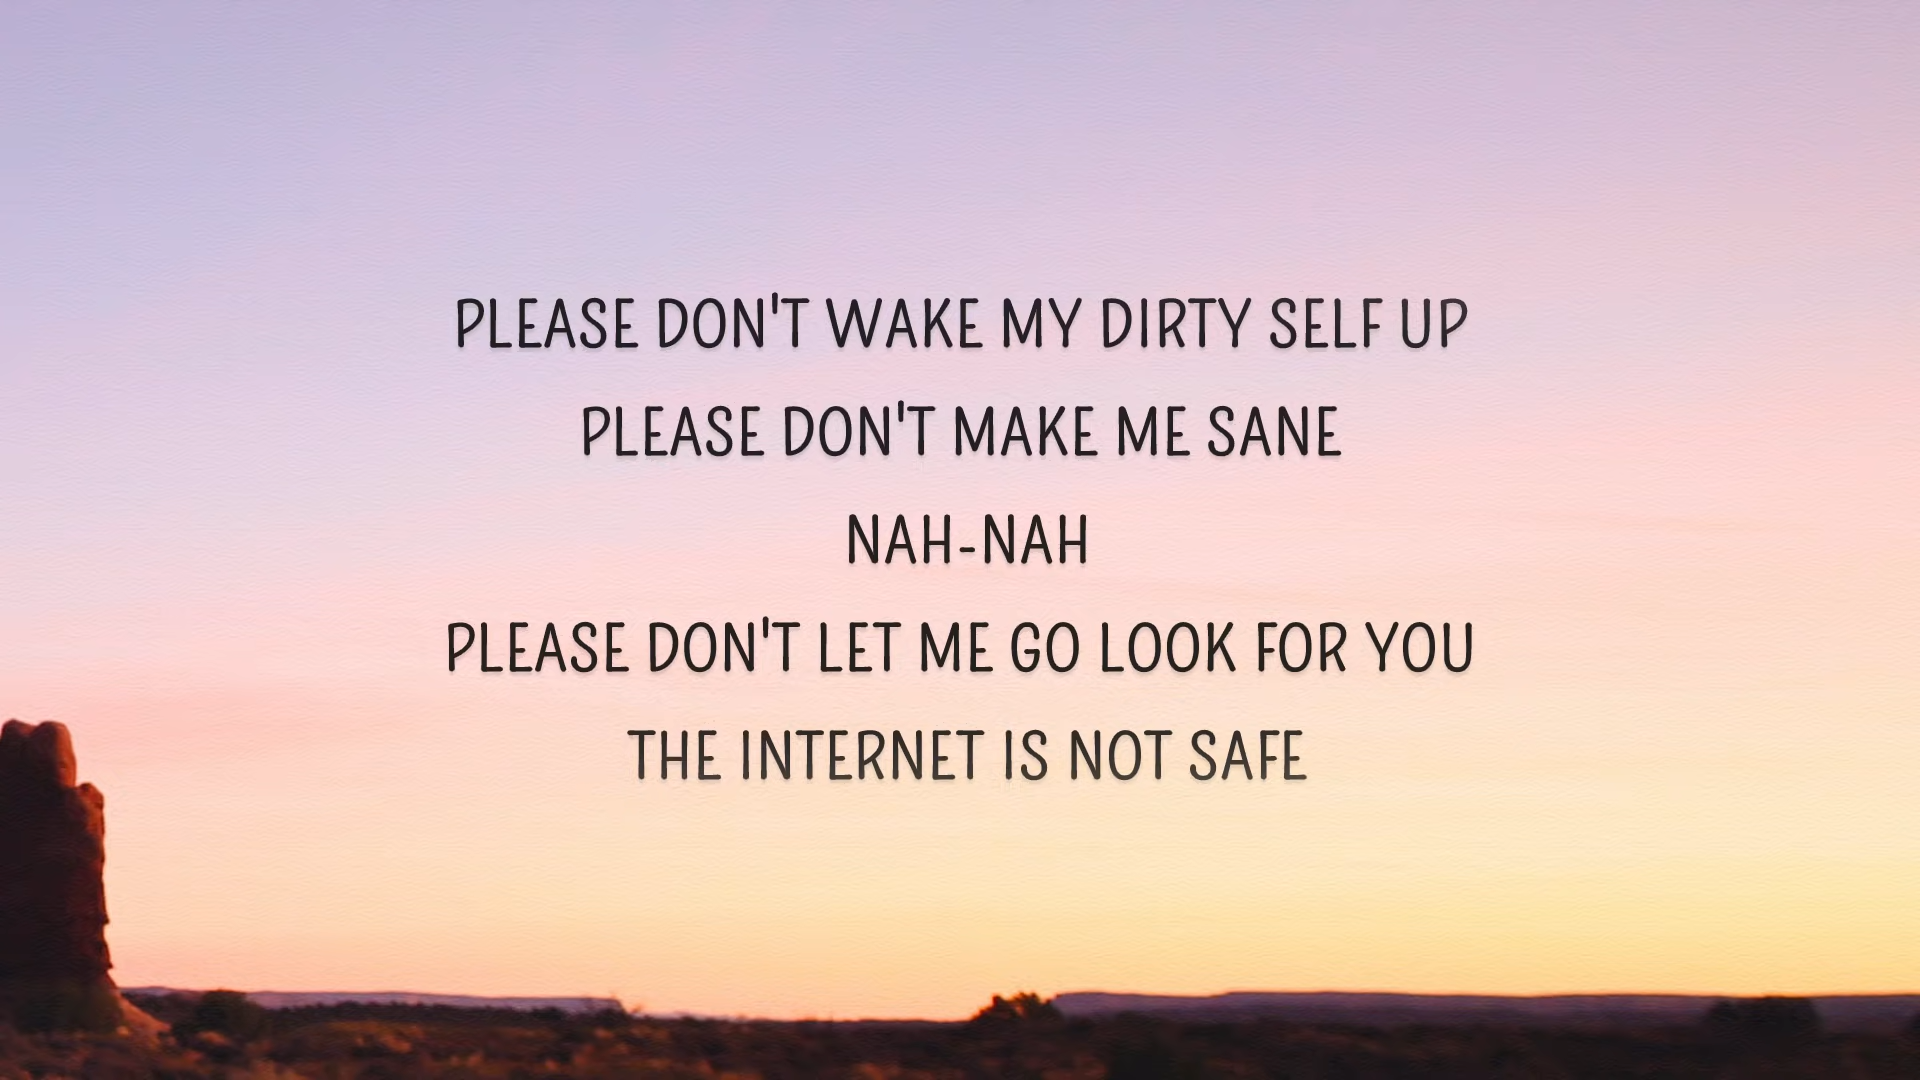 PLEASE DON'T WAKE MY DIRTY SELF UP
PLEASE DON'T MAKE ME SANE
NAH-NAH
PLEASE DON'T LET ME GO LOOK FOR YOU
THE INTERNET IS NOT SAFE